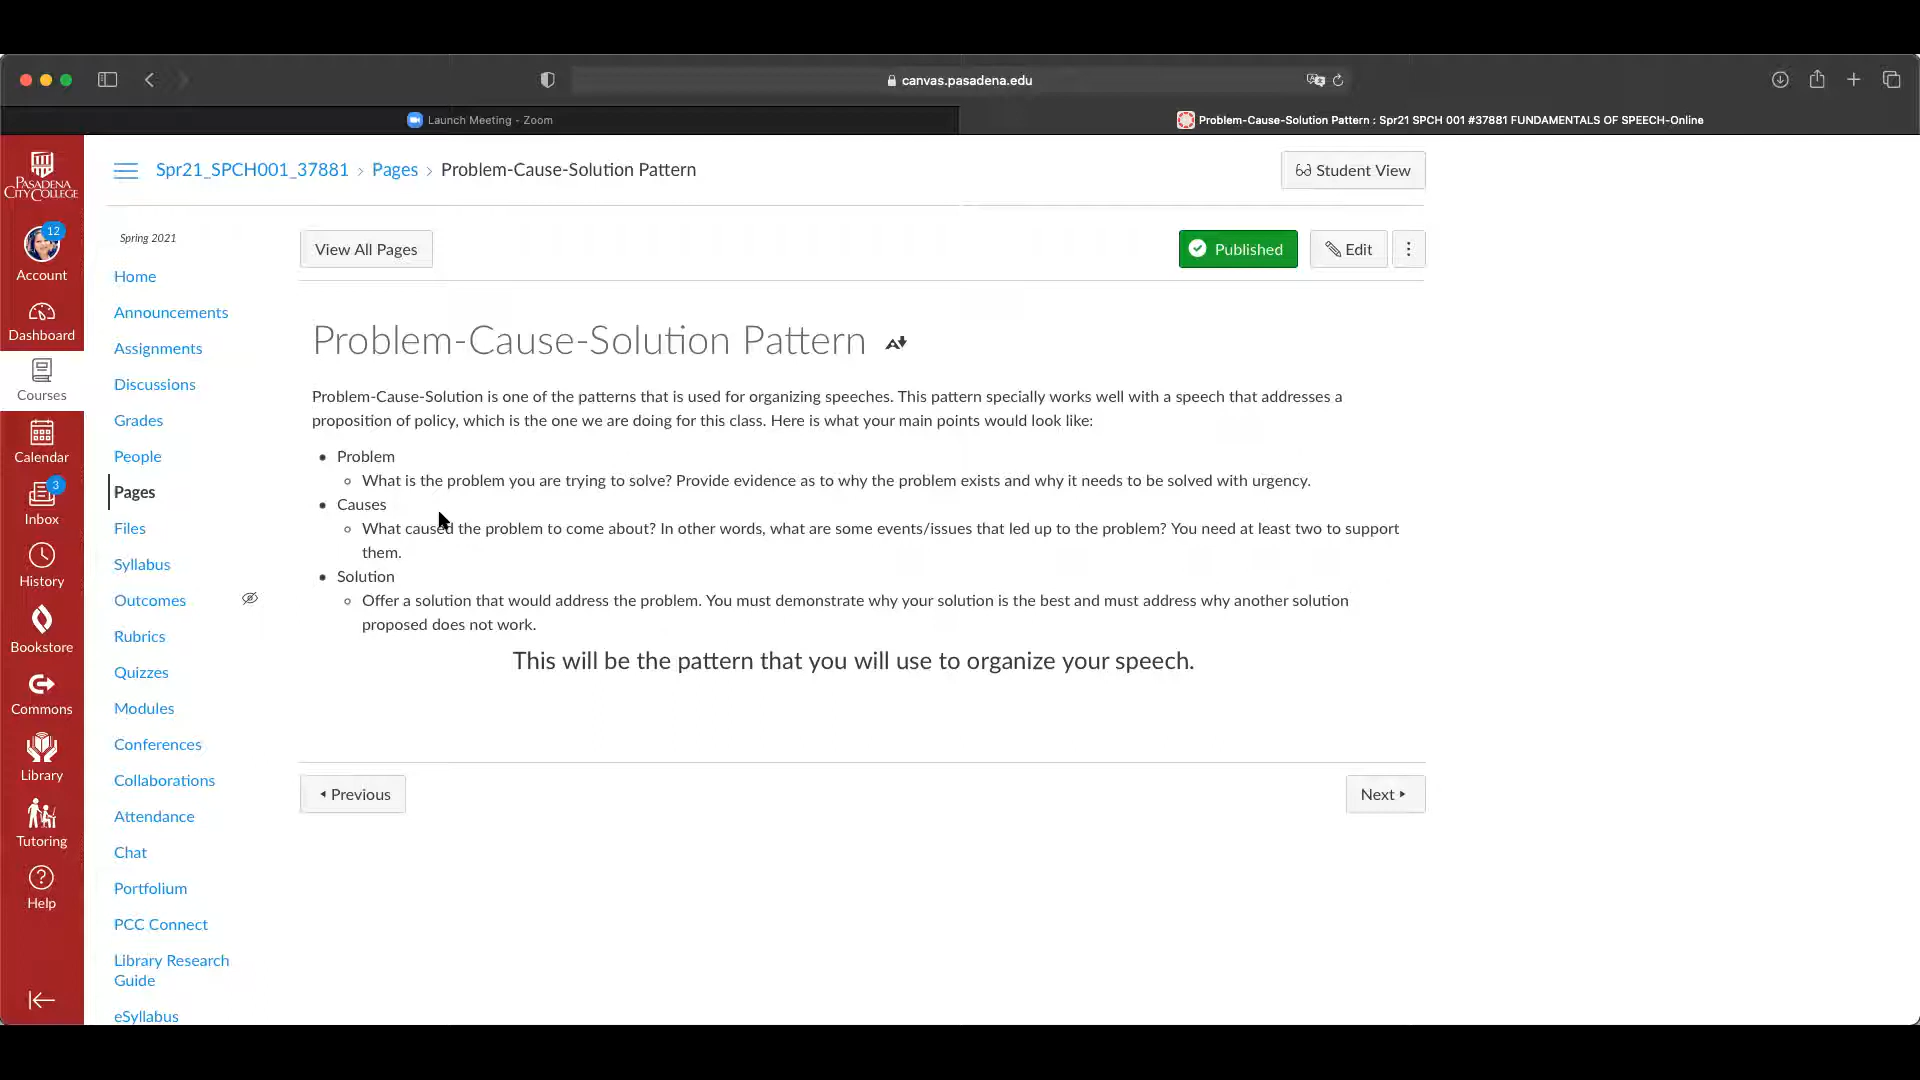 canvas.pasadena.edu
Launch Meeting - Zoom
Problem-Cause-Solution Pattern : Spr21 SPCH 001 #37881 FUNDAMENTALS OF SPEECH-Online
PASADENA
CITY COLLEGE
12
Account
Dashboard
Courses
Calendar
3
Inbox
History
Bookstore
Commons
Library
Tutoring
Help
Spr21_SPCH001_37881 › Pages › Problem-Cause-Solution Pattern
Student View
Spring 2021
Home
Announcements
Assignments
Discussions
Grades
People
Pages
Files
Syllabus
Outcomes
Rubrics
Quizzes
Modules
Conferences
Collaborations
Attendance
Chat
Portfolium
PCC Connect
Library Research
Guide
eSyllabus
View All Pages
Published
Edit
Problem-Cause-Solution Pattern
Problem-Cause-Solution is one of the patterns that is used for organizing speeches. This pattern specially works well with a speech that addresses a
proposition of policy, which is the one we are doing for this class. Here is what your main points would look like:
Problem
What is the problem you are trying to solve? Provide evidence as to why the problem exists and why it needs to be solved with urgency.
Causes
What caused the problem to come about? In other words, what are some events/issues that led up to the problem? You need at least two to support
them.
Solution
Offer a solution that would address the problem. You must demonstrate why your solution is the best and must address why another solution
proposed does not work.
This will be the pattern that you will use to organize your speech.
Previous
Next